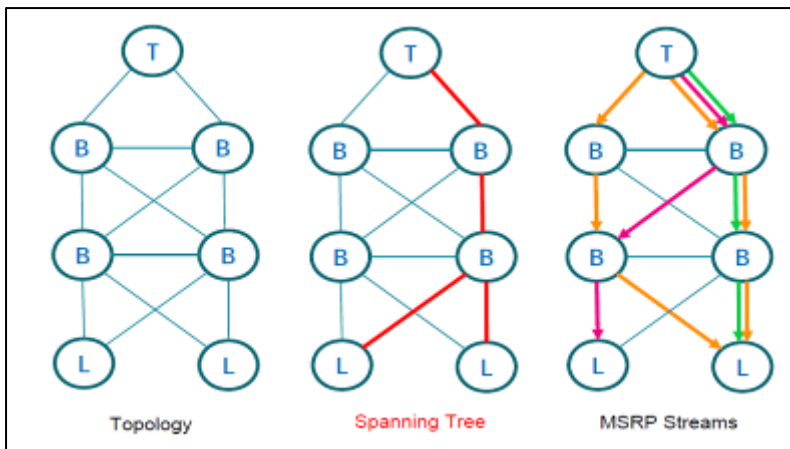 T T T
B B B B B B
B B B B B B
L L L L L L
Topology Spanning Tree MSRP Streams